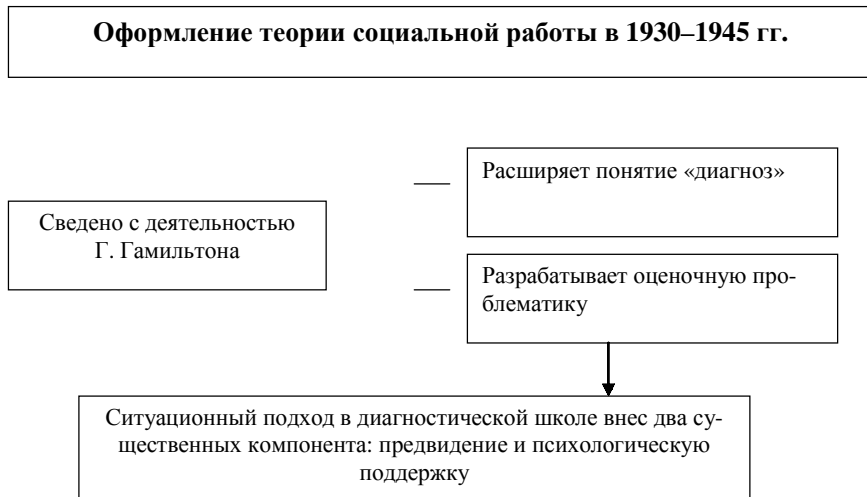 Оформление теории социальной работы в 1930–1945 гг.
Расширяет понятие «диагноз»
Сведено с деятельностью
Г. Гамильтона
Разрабатывает оценочную про-
блематику
Ситуационный подход в диагностической школе внес два су-
щественных компонента: предвидение и психологическую
поддержку